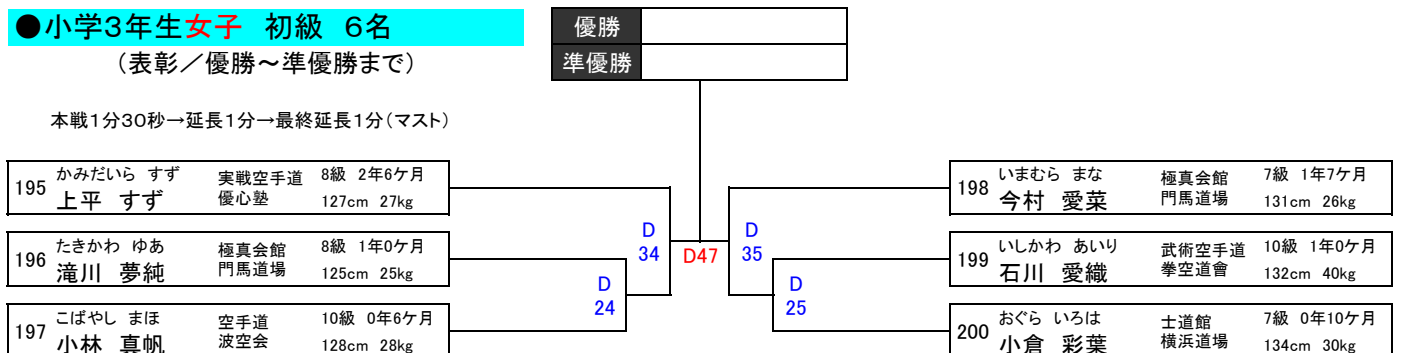 ●小学3年生女子 初級 6名
(表彰／優勝～準優勝まで)
優勝
準優勝
本戦1分30秒→延長1分→最終延長1分(マスト)
195
かみだいら すず
上平 すず
実戦空手道
優心塾
8級 2年6ケ月
127cm 27kg
196
たきかわ ゆあ
滝川 夢純
極真会館
門馬道場
8級 1年0ケ月
125cm 25kg
197
こばやし まほ
小林 真帆
空手道
波空会
10級 0年6ケ月
128cm 28kg
D
34
D
24
D47
D
35
D
25
198
いまむら まな
今村 愛菜
極真会館
門馬道場
7級 1年7ケ月
131cm 26kg
199
いしかわ あいり
石川 愛織
武術空手道
拳空道會
10級 1年0ケ月
132cm 40kg
200
おぐら いろは
小倉 彩葉
士道館
横浜道場
7級 0年10ケ月
134cm 30kg